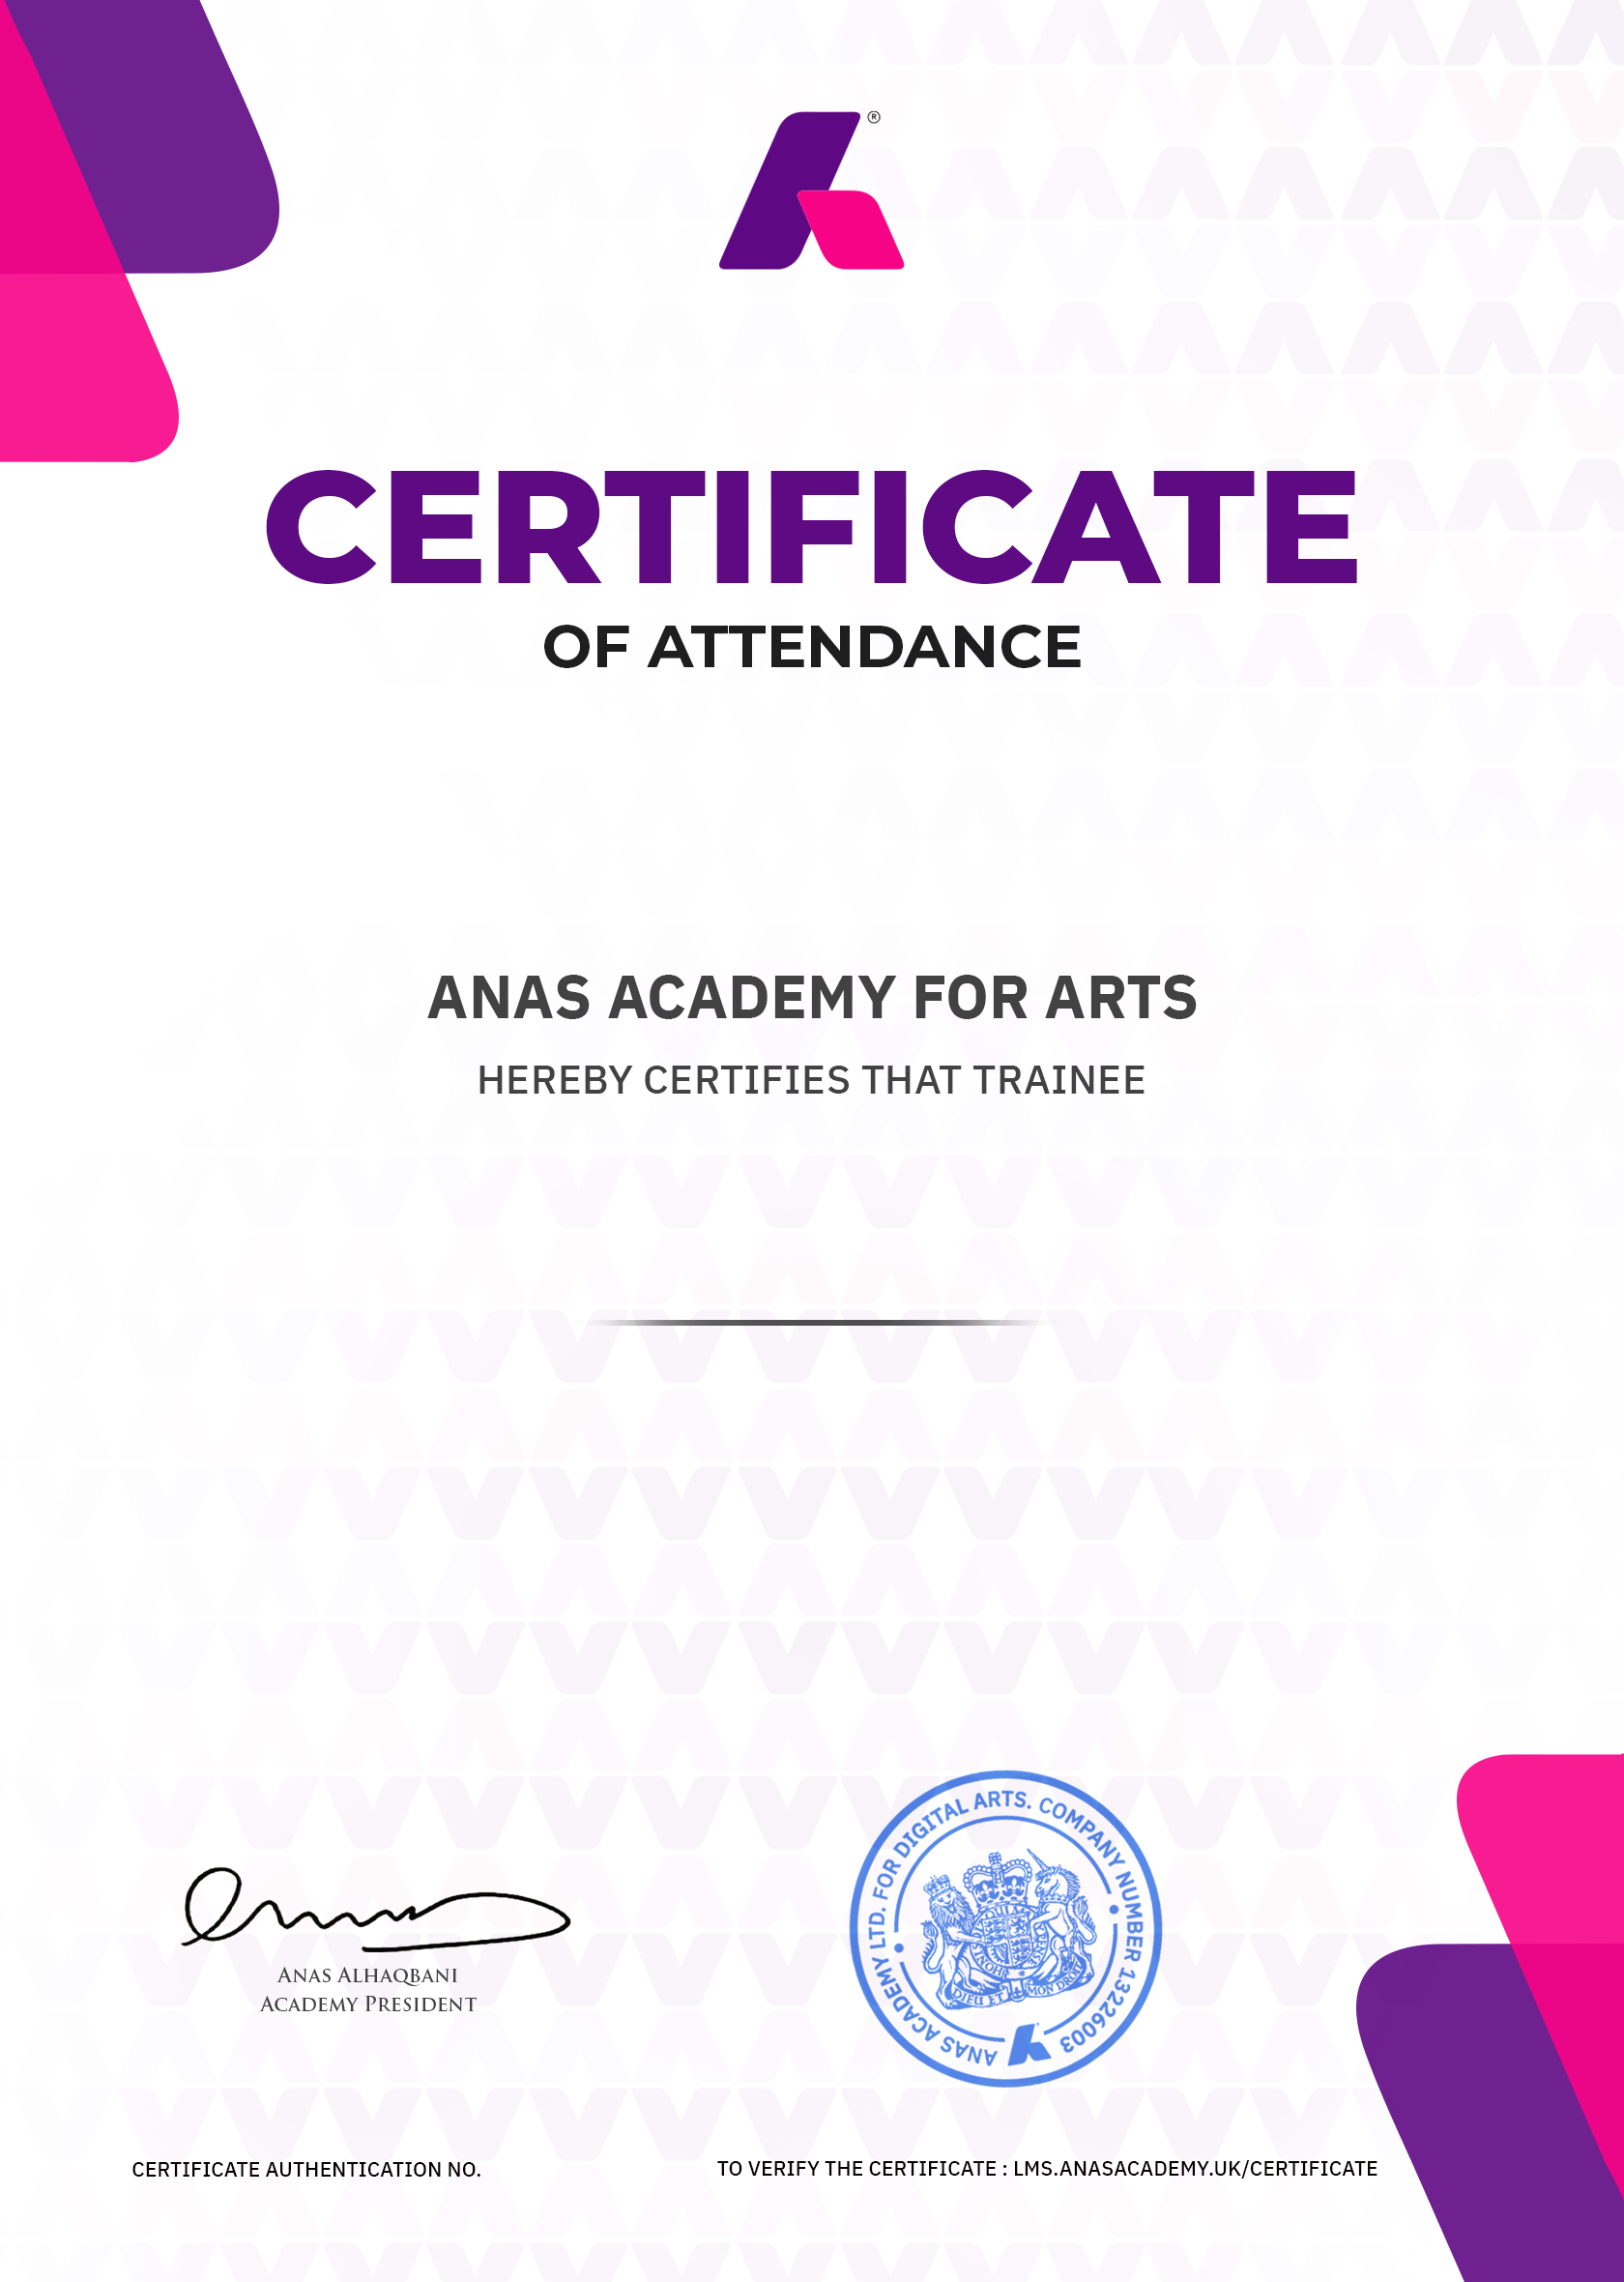 ®
CERTIFICATE
OF ATTENDANCE
ANAS ACADEMY FOR ARTS
HEREBY CERTIFIES THAT TRAINEE
ANAS ALHAQBANI
ACADEMY PRESIDENT
ANAS ACADEMY LTD. FOR DIGITAL ARTS. COMPANY NUMBER 13226003
DIEU ET MON DROIT
CERTIFICATE AUTHENTICATION NO.
TO VERIFY THE CERTIFICATE : LMS.ANASACADEMY.UK/CERTIFICATE